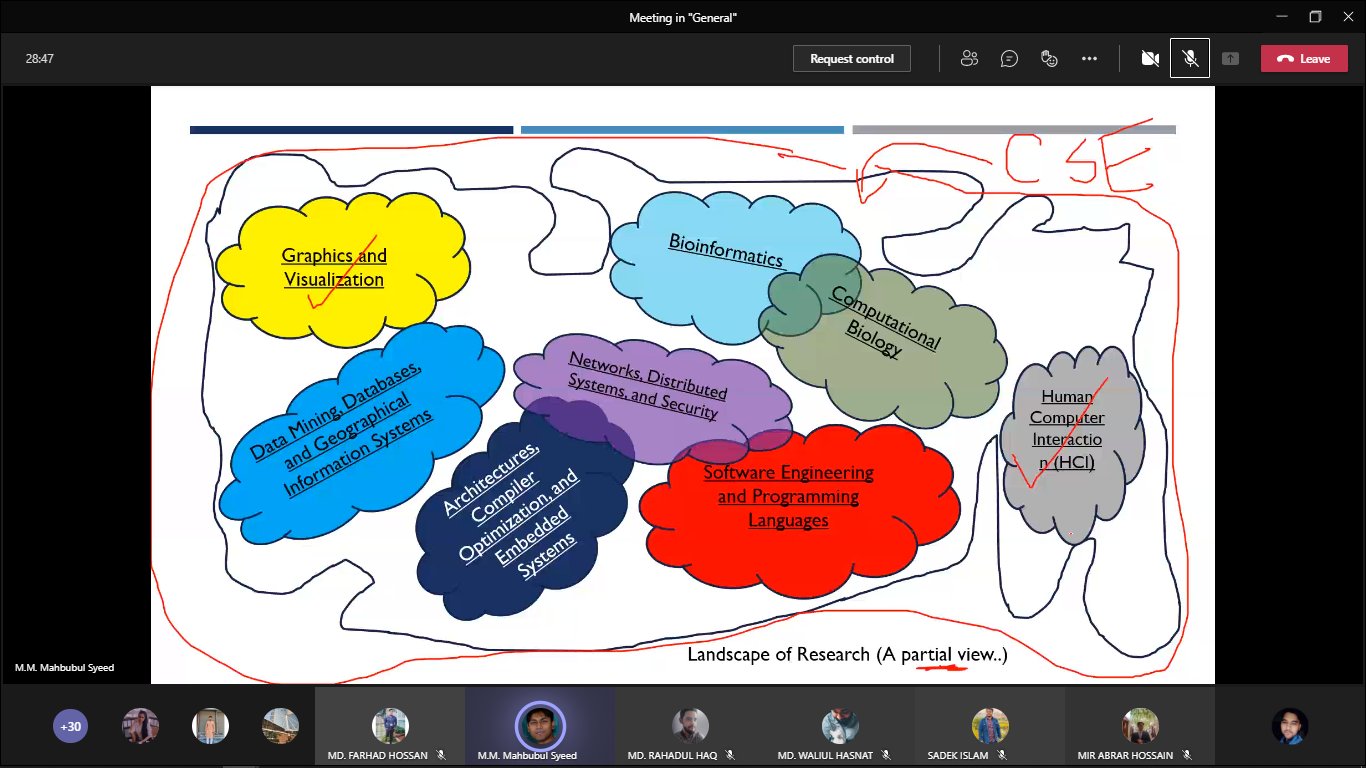 Meeting in "General"
28:47
Request control
Leave
CSE
Graphics and
Visualization
Bioinformatics
Computational
Biology
Networks, Distributed
Systems, and Security
Data Mining, Databases,
and Geographical
Information Systems
Human
Computer
Interactio
n (HCI)
Architectures,
Compiler
Optimization, and
Embedded
Systems
Software Engineering
and Programming
Languages
Landscape of Research (A partial view..)
M.M. Mahbubul Syeed
+30
MD. FARHAD HOSSAN
M.M. Mahbubul Syeed
MD. RAHADUL HAQ
MD. WALIUL HASNAT
SADEK ISLAM
MIR ABRAR HOSSAIN